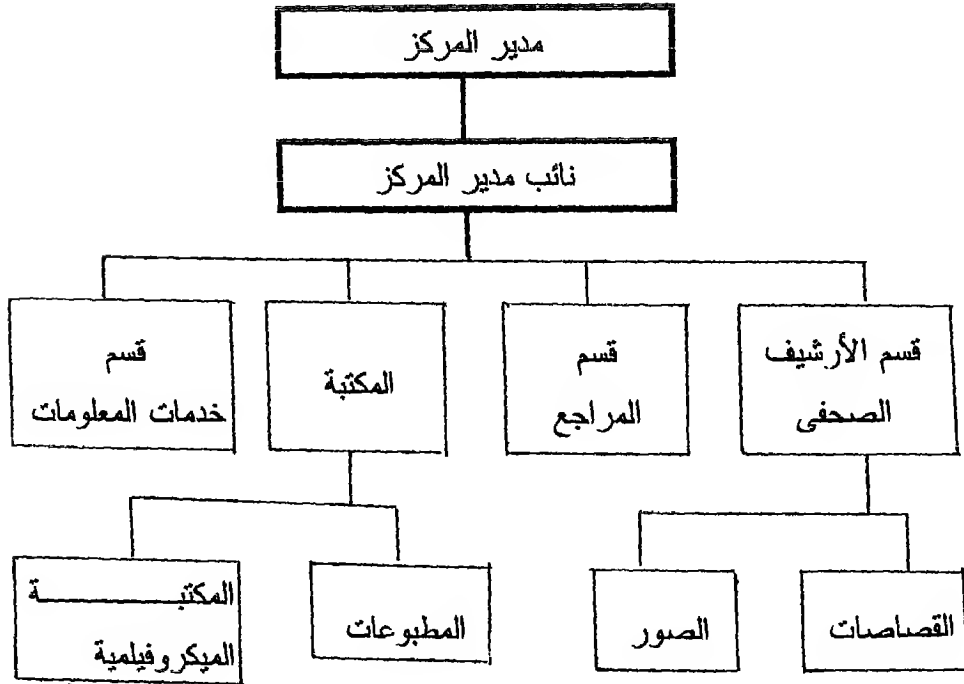 مدير المركز
نائب مدير المركز
قسم الأرشيف
الصحفى
قسم
المراجع
المكتبة
قسم
خدمات المعلومات
القصاصات
الصور
المطبوعات
المكتبـــــــــة
الميكروفيلمية